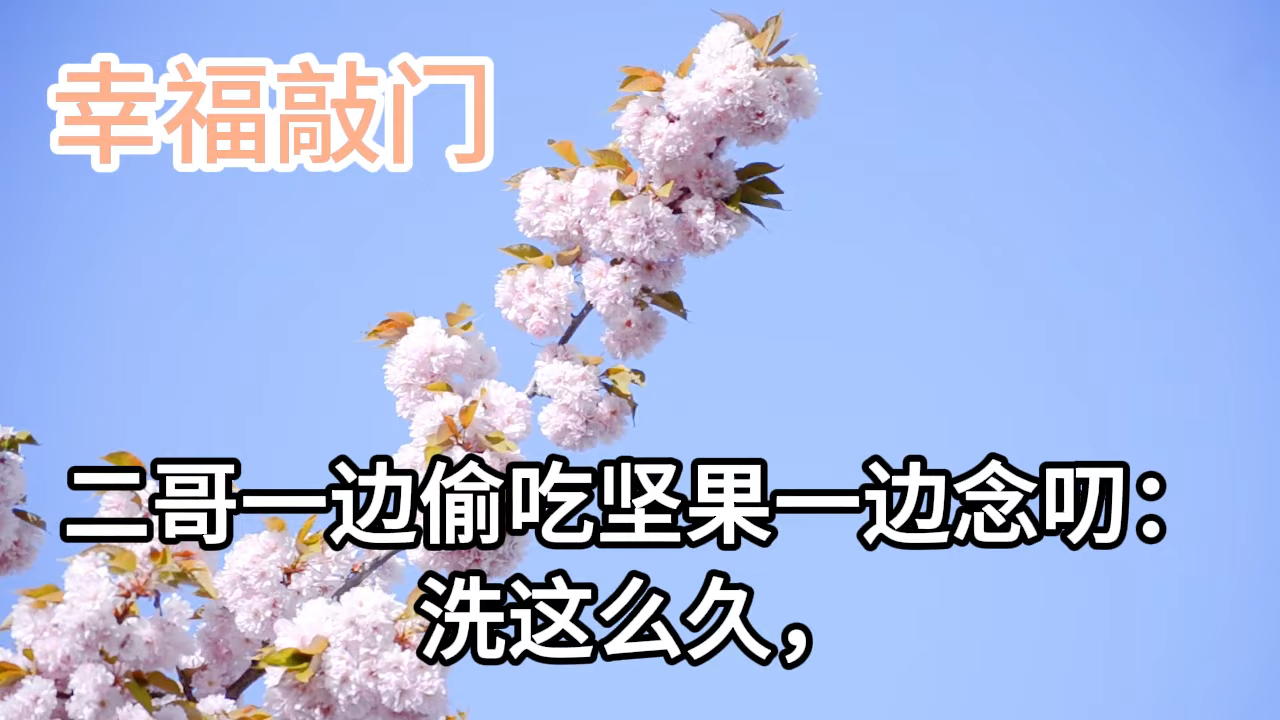 幸福敲门
二哥一边偷吃坚果一边念叨：
洗这么久，